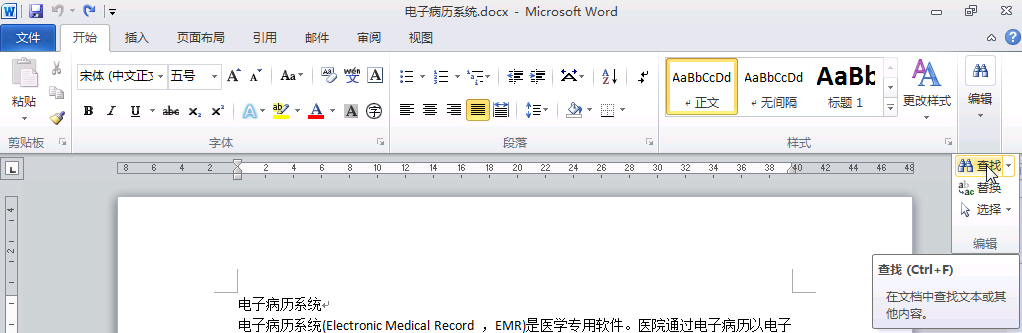 电子病历系统.docx - Microsoft Word
文件 开始 插入 页面布局 引用 邮件 审阅 视图
粘贴
剪贴板
宋体 (中文正文 五号
Aa
wén
A
B I U abc x₂ x² A ab A A 字
字体
段落
AaBbCcDd
正文
AaBbCcDd
无间隔
AaBb
标题 1
更改样式
样式
编辑
查找
替换
选择
编辑
8 6 4 2 2 4 6 8 10 12 14 16 18 20 22 24 26 28 30 32 34 36 38 40 42 44 46 48
4 2
查找 (Ctrl+F)
在文档中查找文本或其
他内容。
电子病历系统
电子病历系统(Electronic Medical Record ，EMR)是医学专用软件。医院通过电子病历以电子